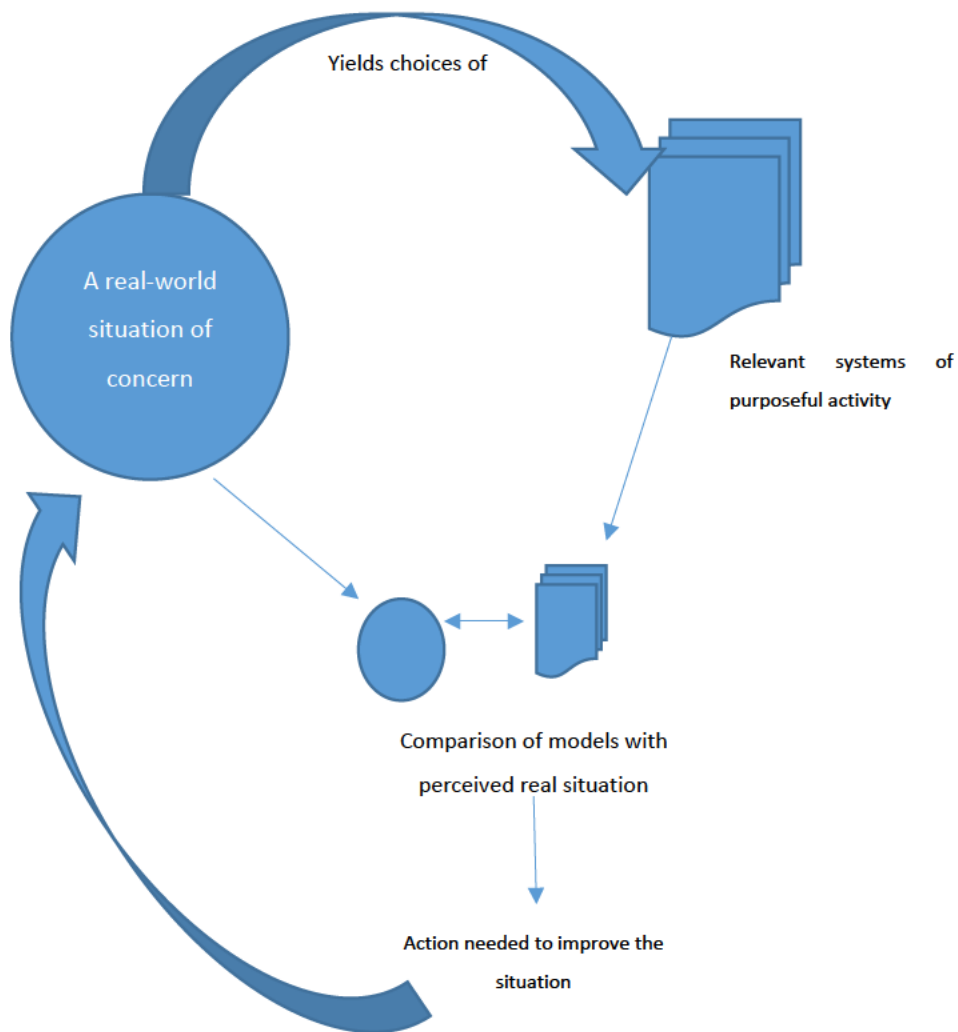 Yields choices of
A real-world
situation of
concern
Relevant systems of
purposeful activity
Comparison of models with
perceived real situation
Action needed to improve the
situation